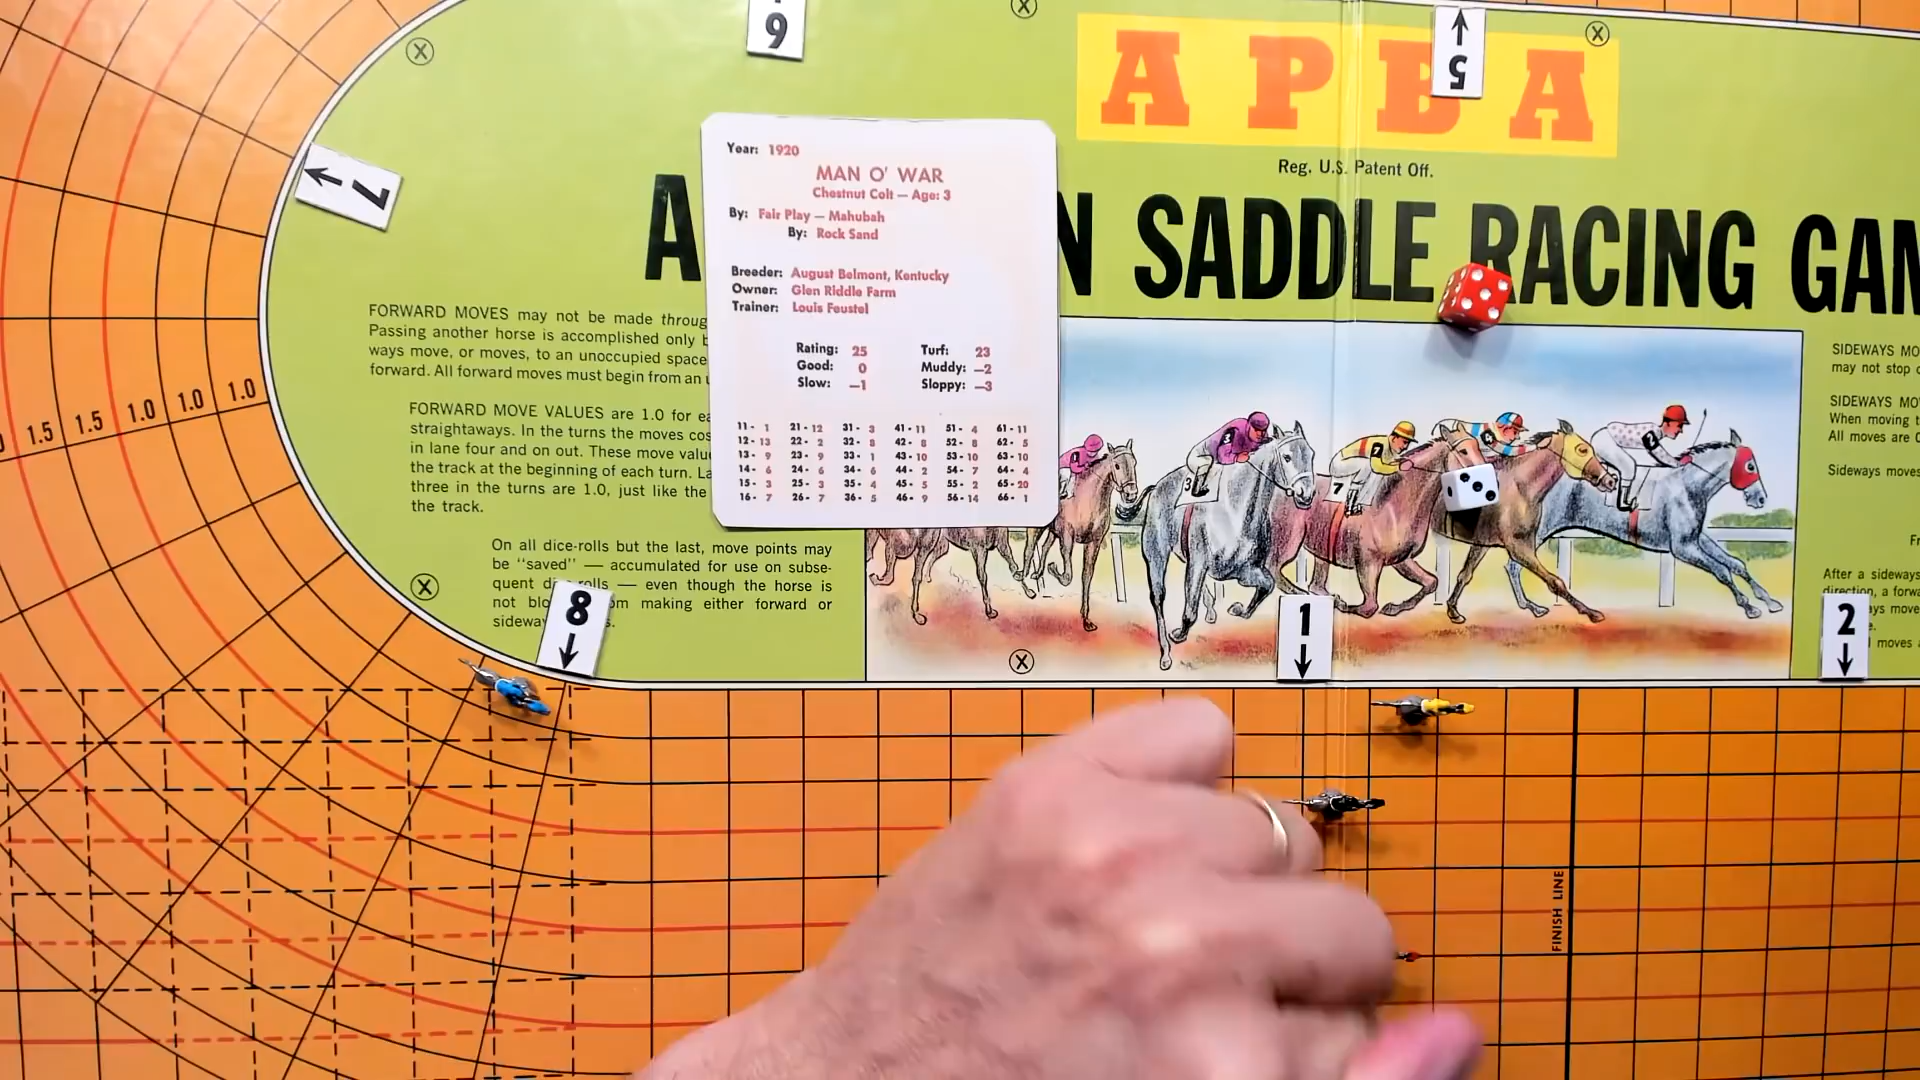 6
5
X
X
X
APBA
Reg. U.S. Patent Off.
7
A N SADDLE RACING GAM
Year: 1920
MAN O' WAR
Chestnut Colt — Age: 3
By: Fair Play — Mahubah
By: Rock Sand
Breeder: August Belmont, Kentucky
Owner: Glen Riddle Farm
Trainer: Louis Feustel
Rating: 25 Turf: 23
Good: 0 Muddy: —2
Slow: —1 Sloppy: —3
11 - 1 21 - 12 31 - 3 41 - 11 51 - 4 61 - 11
12 - 13 22 - 2 32 - 8 42 - 8 52 - 8 62 - 5
13 - 9 23 - 9 33 - 1 43 - 10 53 - 10 63 - 10
14 - 6 24 - 6 34 - 6 44 - 2 54 - 7 64 - 4
15 - 3 25 - 3 35 - 4 45 - 5 55 - 2 65 - 20
16 - 7 26 - 7 36 - 5 46 - 9 56 - 14 66 - 1
FORWARD MOVES may not be made throug
Passing another horse is accomplished only
ways move, or moves, to an unoccupied space
forward. All forward moves must begin from an
FORWARD MOVE VALUES are 1.0 for ea
straightaways. In the turns the moves cos
in lane four and on out. These move valu
the track at the beginning of each turn. La
three in the turns are 1.0, just like the
the track.
On all dice-rolls but the last, move points may
be "saved" — accumulated for use on subse-
quent rolls — even though the horse is
not making either forward or
1.5 1.5 1.0 1.0 1.0
SIDEWAYS MO
may not stop
SIDEWAYS MO
When moving t
All moves are
Sideways moves
Fr
After a sideways
direction, a forwa
moves
3
7
4
2
X
X
8
1
2
FINISH LINE